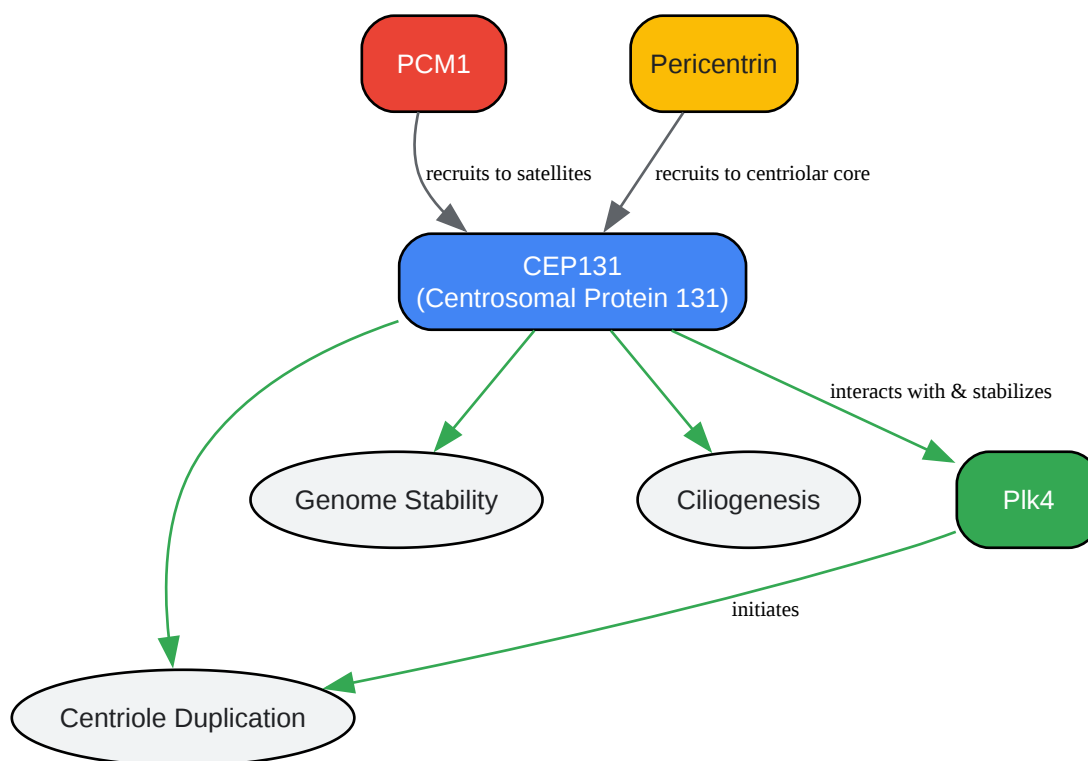 PCM1
Pericentrin
recruits to satellites
recruits to centriolar core
CEP131
(Centrosomal Protein 131)
interacts with & stabilizes
Genome Stability
Ciliogenesis
Plk4
initiates
Centriole Duplication